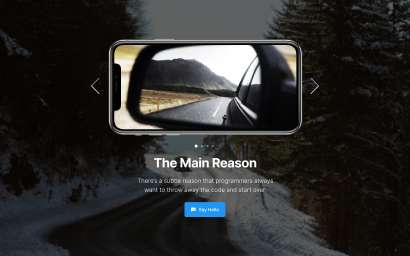 The Main Reason
There's a subtle reason that programmers always
want to throw away the code and start over
Say Hello